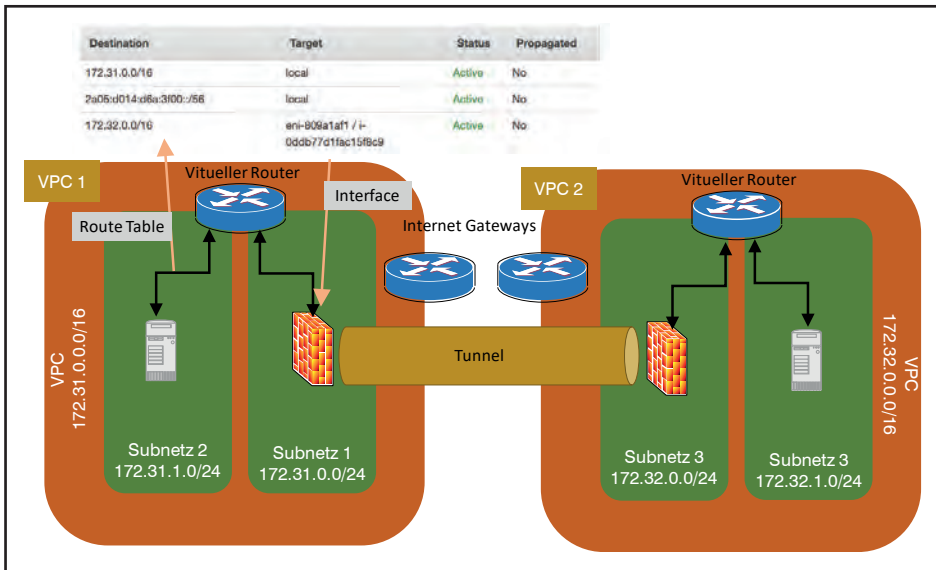 Destination Target Status Propagated
172.31.0.0/16 local Active No
2a05:d014:d6a:3f00::/56 local Active No
172.32.0.0/16 eni-809a1af1 / i-
0ddb77d1fac15f8c9 Active No
VPC 1
Vitueller Router
Route Table
Interface
Internet Gateways
VPC 2
Vitueller Router
Tunnel
VPC
172.31.0.0/16
Subnetz 2
172.31.1.0/24
Subnetz 1
172.31.0.0/24
Subnetz 3
172.32.0.0/24
Subnetz 3
172.32.1.0/24
VPC
172.32.0.0/16